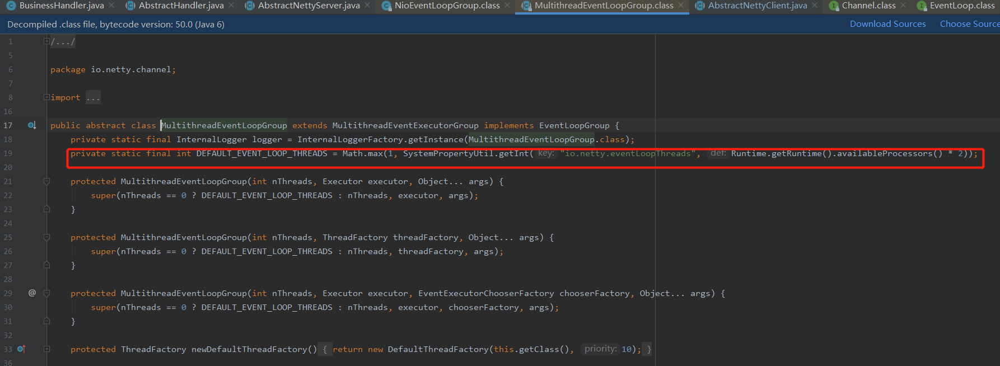 BusinessHandler.java AbstractHandler.java AbstractNettyServer.java NioEventLoopGroup.class MultithreadEventLoopGroup.class AbstractNettyClient.java Channel.class EventLoop.class
Decompiled .class file, bytecode version: 50.0 (Java 6) Download Sources Choose Source
1 /.../
5
6 package io.netty.channel;
7
8 import ...
16
17 public abstract class MultithreadEventLoopGroup extends MultithreadEventExecutorGroup implements EventLoopGroup {
18 private static final InternalLogger logger = InternalLoggerFactory.getInstance(MultithreadEventLoopGroup.class);
19 private static final int DEFAULT_EVENT_LOOP_THREADS = Math.max(1, SystemPropertyUtil.getInt( key: "io.netty.eventLoopThreads", def: Runtime.getRuntime().availableProcessors() * 2));
20
21 protected MultithreadEventLoopGroup(int nThreads, Executor executor, Object... args) {
22 super(nThreads == 0 ? DEFAULT_EVENT_LOOP_THREADS : nThreads, executor, args);
23 }
24
25 protected MultithreadEventLoopGroup(int nThreads, ThreadFactory threadFactory, Object... args) {
26 super(nThreads == 0 ? DEFAULT_EVENT_LOOP_THREADS : nThreads, threadFactory, args);
27 }
28
29 @ protected MultithreadEventLoopGroup(int nThreads, Executor executor, EventExecutorChooserFactory chooserFactory, Object... args) {
30 super(nThreads == 0 ? DEFAULT_EVENT_LOOP_THREADS : nThreads, executor, chooserFactory, args);
31 }
32
33 protected ThreadFactory newDefaultThreadFactory() { return new DefaultThreadFactory(this.getClass(), priority: 10); }
36